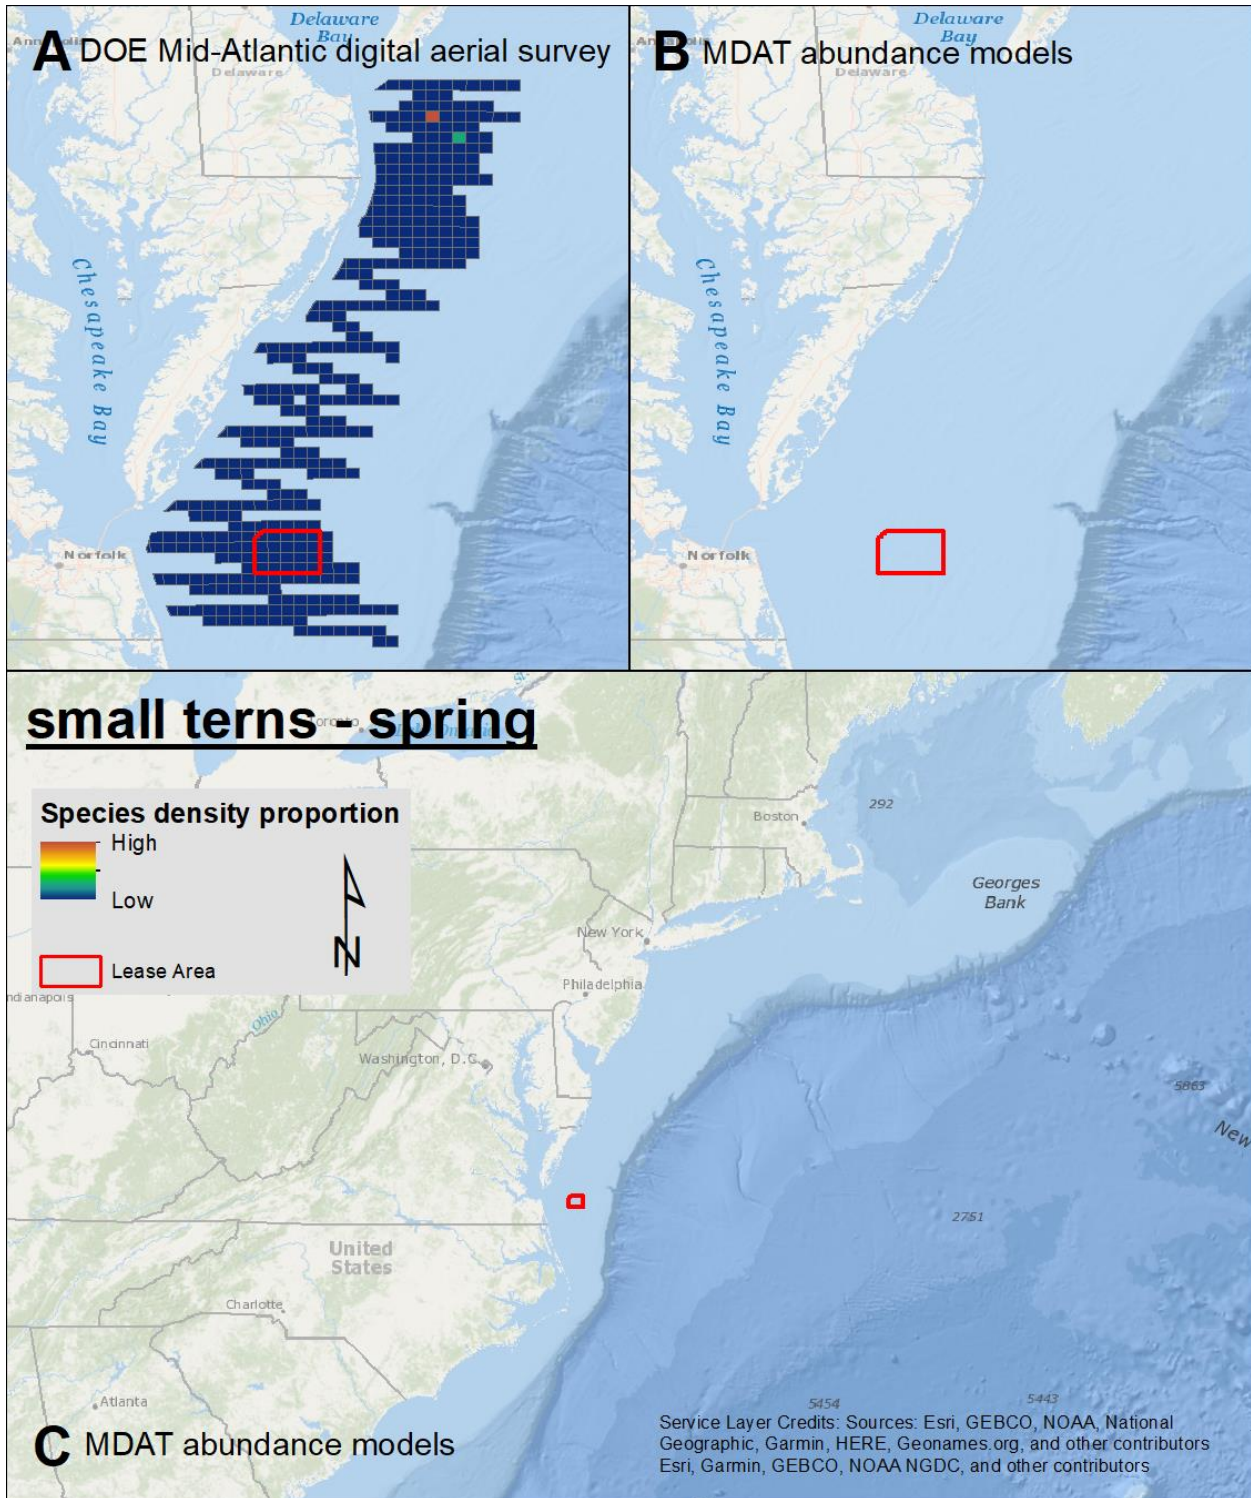 A DOE Mid-Atlantic digital aerial survey
Delaware
Bay
Delaware
Chesapeake Bay
Norfolk
B MDAT abundance models
Delaware
Bay
Delaware
Chesapeake Bay
Norfolk
small terns - spring
Toronto
Species density proportion
High
Low
Lease Area
N
292
Boston
Georges
Bank
New York
Philadelphia
ndianapolis
Ohio
Cincinnati
Washington, D.C.
5863
New
2751
United
States
Charlotte
Atlanta
5454
5443
C MDAT abundance models
Service Layer Credits: Sources: Esri, GEBCO, NOAA, National
Geographic, Garmin, HERE, Geonames.org, and other contributors
Esri, Garmin, GEBCO, NOAA NGDC, and other contributors